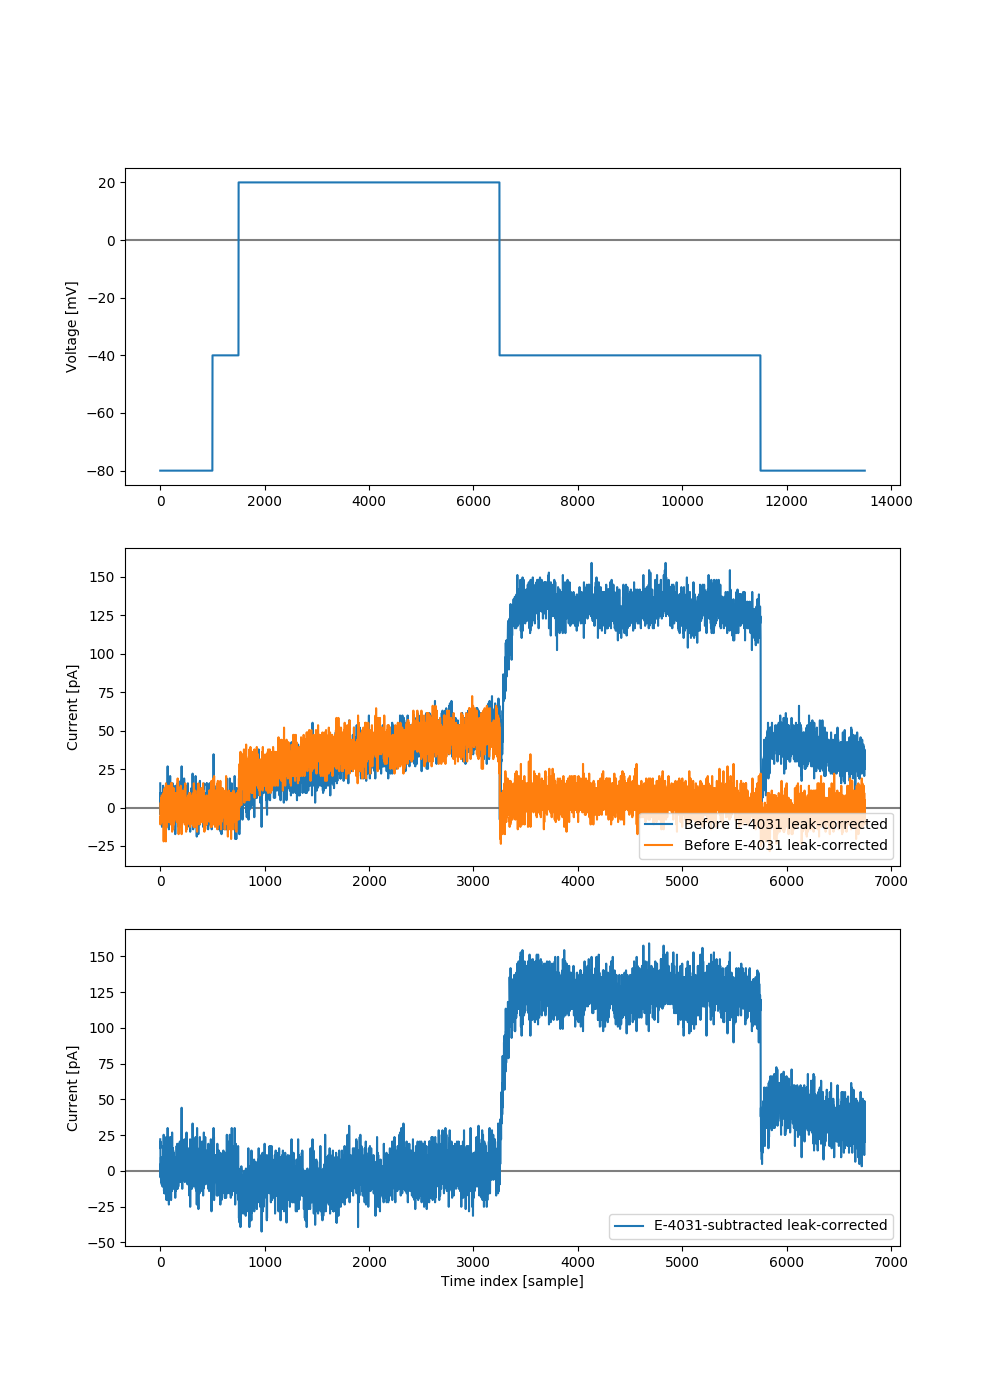 Voltage [mV]
20
0
−20
−40
−60
−80
0 2000 4000 6000 8000 10000 12000 14000
Current [pA]
150
125
100
75
50
25
0
−25
Before E-4031 leak-corrected
Before E-4031 leak-corrected
0 1000 2000 3000 4000 5000 6000 7000
Current [pA]
150
125
100
75
50
25
0
−25
−50
E-4031-subtracted leak-corrected
0 1000 2000 3000 4000 5000 6000 7000
Time index [sample]